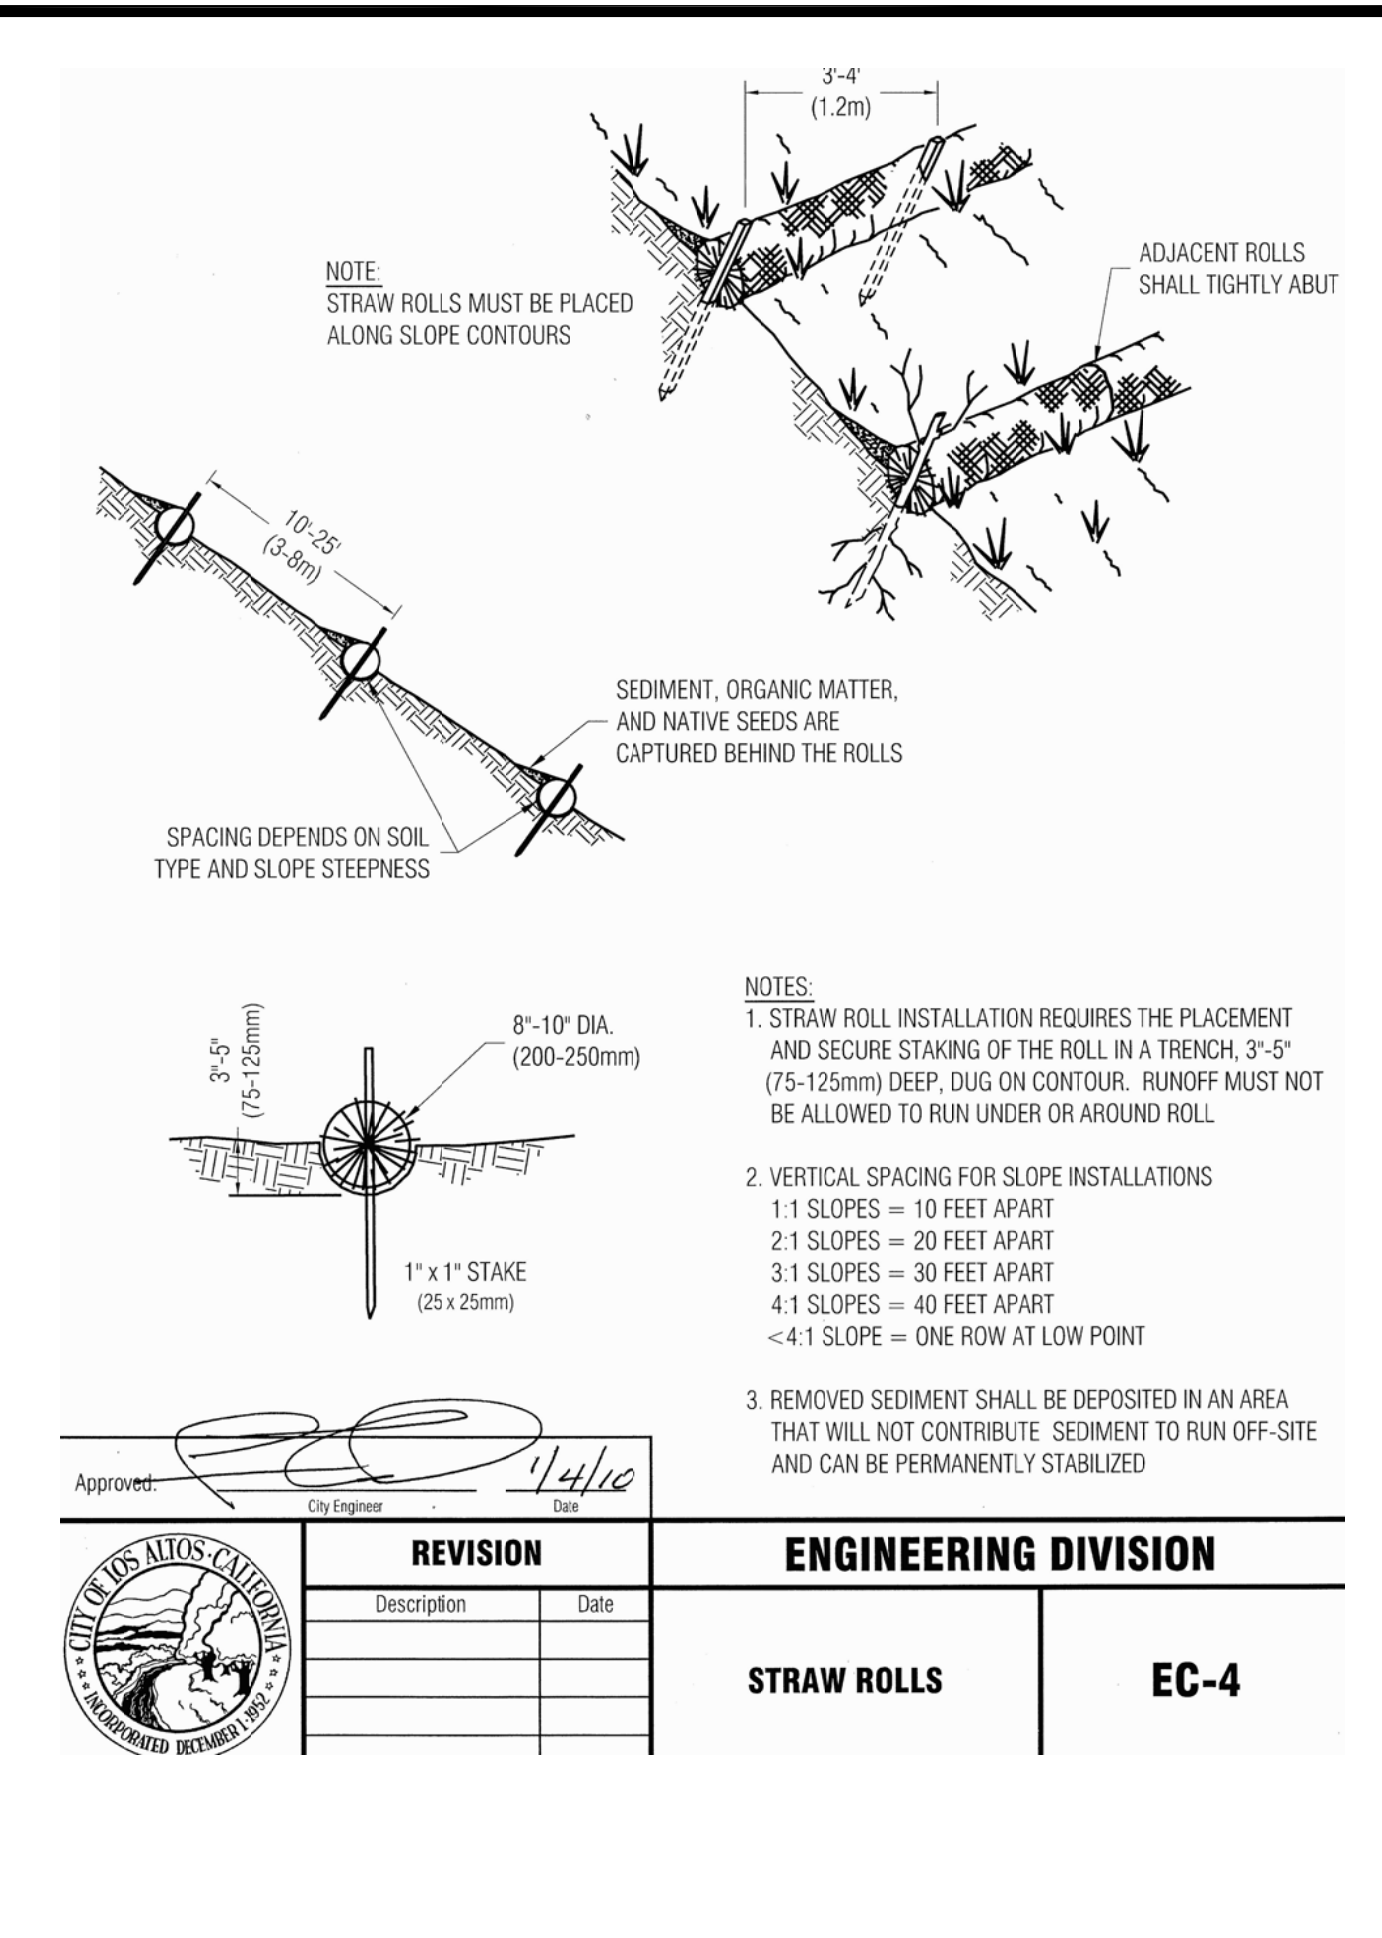 3'-4'
(1.2m)
ADJACENT ROLLS
SHALL TIGHTLY ABUT
NOTE:
STRAW ROLLS MUST BE PLACED
ALONG SLOPE CONTOURS
10'-25'
(3-8m)
SEDIMENT, ORGANIC MATTER,
AND NATIVE SEEDS ARE
CAPTURED BEHIND THE ROLLS
SPACING DEPENDS ON SOIL
TYPE AND SLOPE STEEPNESS
3"-5"
(75-125mm)
8"-10" DIA.
(200-250mm)
1" x 1" STAKE
(25 x 25mm)
NOTES:
1. STRAW ROLL INSTALLATION REQUIRES THE PLACEMENT
AND SECURE STAKING OF THE ROLL IN A TRENCH, 3"-5"
(75-125mm) DEEP, DUG ON CONTOUR. RUNOFF MUST NOT
BE ALLOWED TO RUN UNDER OR AROUND ROLL
2. VERTICAL SPACING FOR SLOPE INSTALLATIONS
1:1 SLOPES = 10 FEET APART
2:1 SLOPES = 20 FEET APART
3:1 SLOPES = 30 FEET APART
4:1 SLOPES = 40 FEET APART
<4:1 SLOPE = ONE ROW AT LOW POINT
3. REMOVED SEDIMENT SHALL BE DEPOSITED IN AN AREA
THAT WILL NOT CONTRIBUTE SEDIMENT TO RUN OFF-SITE
AND CAN BE PERMANENTLY STABILIZED
Approved:
1/4/10
City Engineer
Date
CITY OF LOS ALTOS · CALIFORNIA
INCORPORATED DECEMBER 1·1952
REVISION
Description
Date
ENGINEERING DIVISION
STRAW ROLLS
EC-4